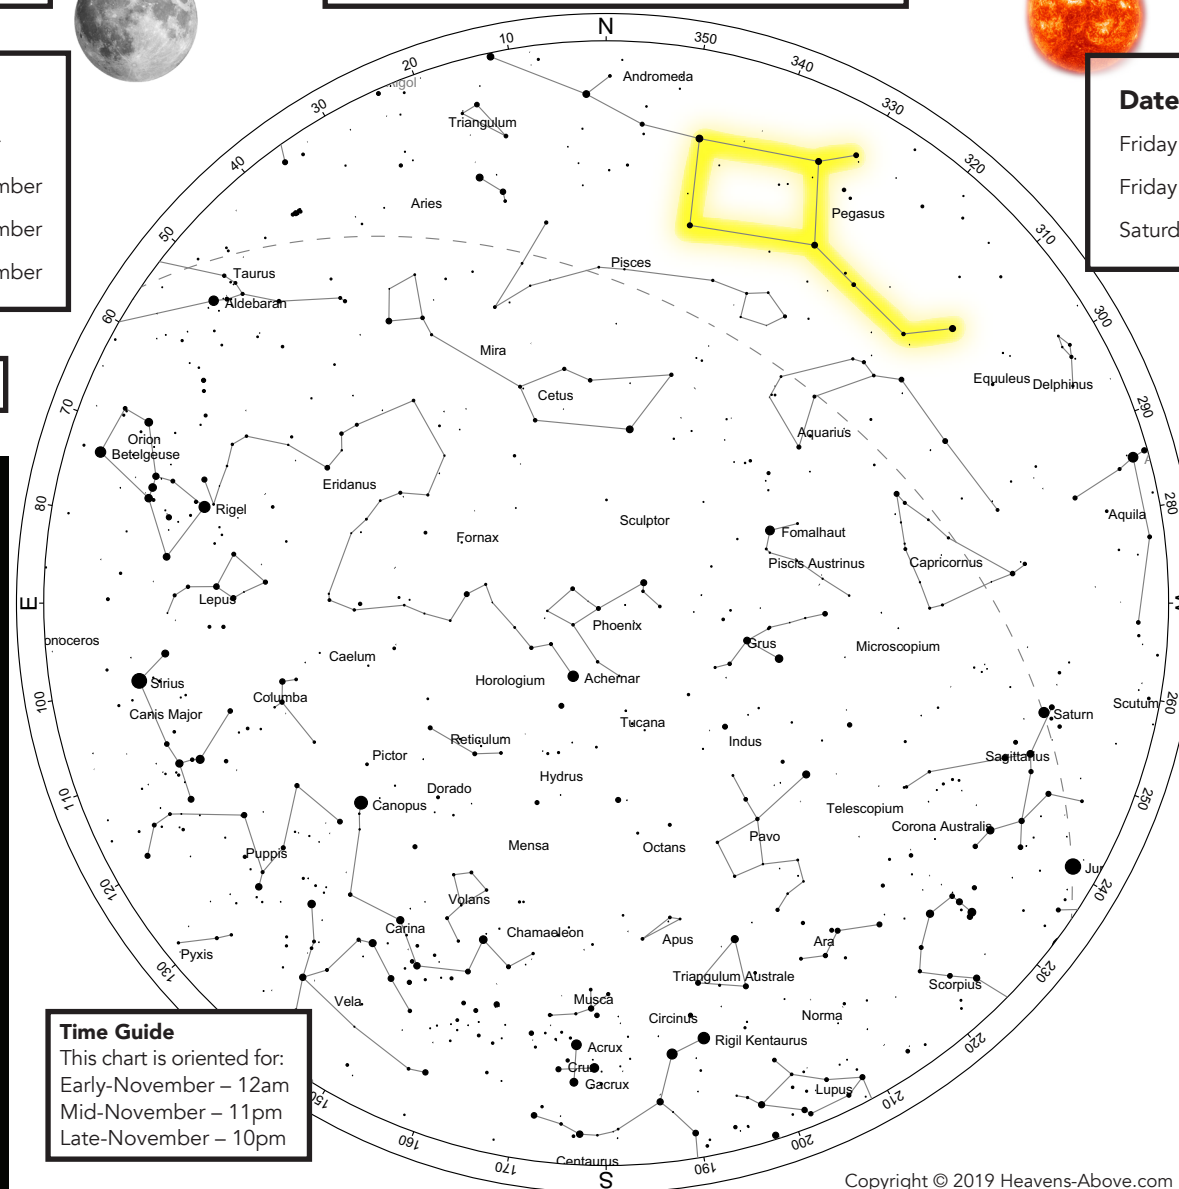 N
10
350
20
340
30
330
40
320
50
310
60
300
70
290
80
280
E
100
260
110
250
120
240
130
230
150
220
160
210
170
200
190
S
Andromeda
Triangulum
Aries
Pegasus
Pisces
Taurus
Aldebaran
Mira
Cetus
Equuleus
Delphinus
Aquarius
Orion
Betelgeuse
Rigel
Eridanus
Sculptor
Fornax
Fomalhaut
Piscis Austrinus
Capricornus
Aquila
Lepus
Phoenix
Grus
Microscopium
onoceros
Caelum
Sirius
Columba
Horologium
Achernar
Canis Major
Tucana
Saturn
Scutum
Reticulum
Indus
Sagittarius
Pictor
Hydrus
Dorado
Canopus
Telescopium
Corona Australis
Pavo
Puppis
Mensa
Octans
Volans
Carina
Chamaeleon
Apus
Ara
Pyxis
Triangulum Australe
Scorpius
Vela
Musca
Circinus
Norma
Rigil Kentaurus
Acrux
Crux
Gacrux
Lupus
Centaurus
mber
mber
mber
Date
Friday
Friday
Saturd
Time Guide
This chart is oriented for:
Early-November – 12am
Mid-November – 11pm
Late-November – 10pm
Copyright © 2019 Heavens-Above.com